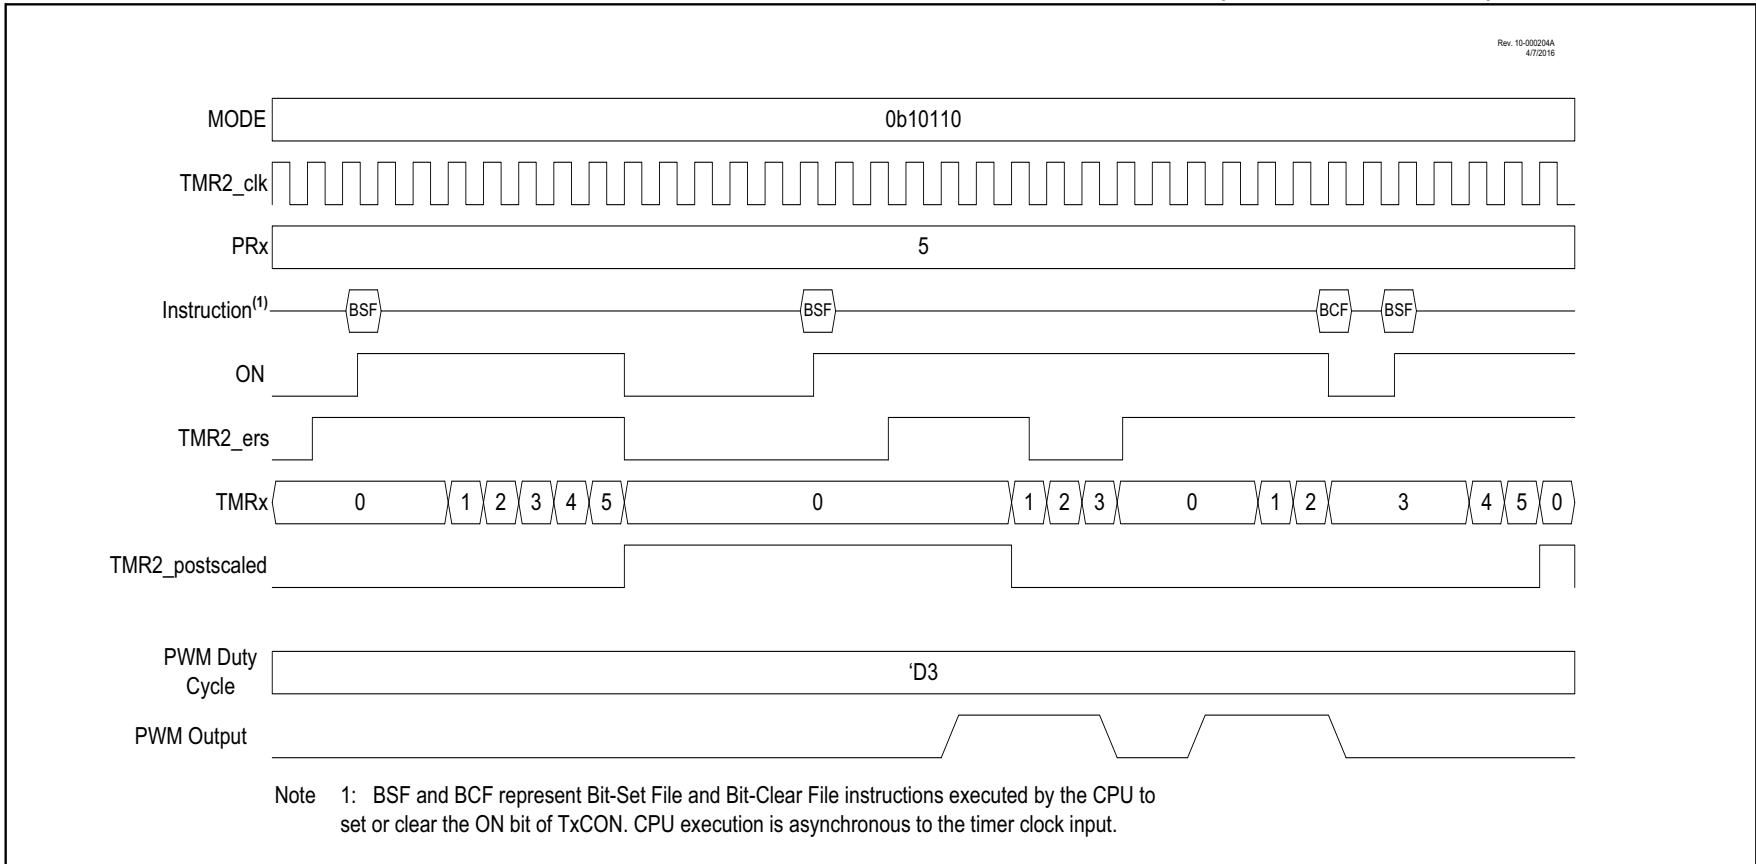 Rev. 10-000204A
4/7/2016
MODE 0b10110
TMR2_clk
PRx 5
Instruction(1) BSF BSF BCF BSF
ON
TMR2_ers
TMRx 0 1 2 3 4 5 0 1 2 3 0 1 2 3 4 5 0
TMR2_postscaled
PWM Duty
Cycle
‘D3
PWM Output
Note 1: BSF and BCF represent Bit-Set File and Bit-Clear File instructions executed by the CPU to
set or clear the ON bit of TxCON. CPU execution is asynchronous to the timer clock input.